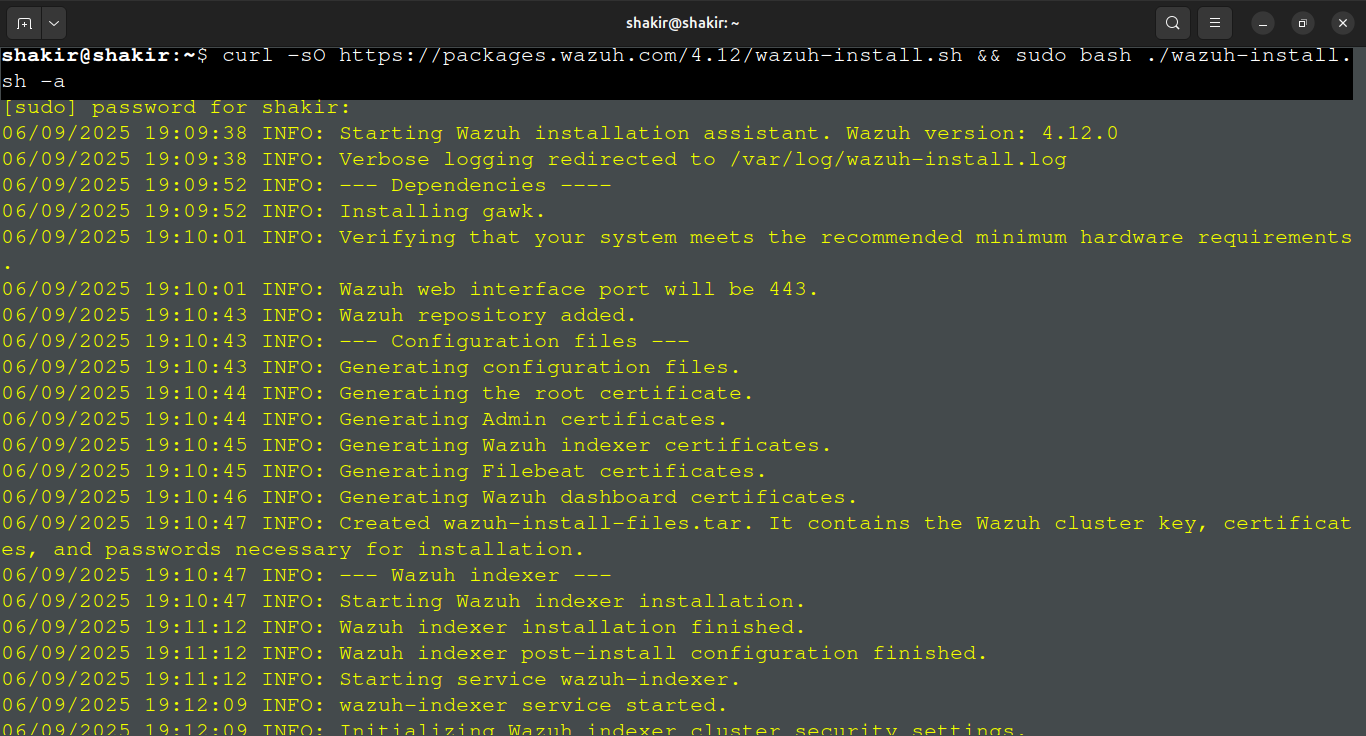 shakir@shakir: ~
shakir@shakir:~$ curl -sO https://packages.wazuh.com/4.12/wazuh-install.sh && sudo bash ./wazuh-install.
sh -a
[sudo] password for shakir:
06/09/2025 19:09:38 INFO: Starting Wazuh installation assistant. Wazuh version: 4.12.0
06/09/2025 19:09:38 INFO: Verbose logging redirected to /var/log/wazuh-install.log
06/09/2025 19:09:52 INFO: --- Dependencies ----
06/09/2025 19:09:52 INFO: Installing gawk.
06/09/2025 19:10:01 INFO: Verifying that your system meets the recommended minimum hardware requirements
.
06/09/2025 19:10:01 INFO: Wazuh web interface port will be 443.
06/09/2025 19:10:43 INFO: Wazuh repository added.
06/09/2025 19:10:43 INFO: --- Configuration files ---
06/09/2025 19:10:43 INFO: Generating configuration files.
06/09/2025 19:10:44 INFO: Generating the root certificate.
06/09/2025 19:10:44 INFO: Generating Admin certificates.
06/09/2025 19:10:45 INFO: Generating Wazuh indexer certificates.
06/09/2025 19:10:45 INFO: Generating Filebeat certificates.
06/09/2025 19:10:46 INFO: Generating Wazuh dashboard certificates.
06/09/2025 19:10:47 INFO: Created wazuh-install-files.tar. It contains the Wazuh cluster key, certificat
es, and passwords necessary for installation.
06/09/2025 19:10:47 INFO: --- Wazuh indexer ---
06/09/2025 19:10:47 INFO: Starting Wazuh indexer installation.
06/09/2025 19:11:12 INFO: Wazuh indexer installation finished.
06/09/2025 19:11:12 INFO: Wazuh indexer post-install configuration finished.
06/09/2025 19:11:12 INFO: Starting service wazuh-indexer.
06/09/2025 19:12:09 INFO: wazuh-indexer service started.
06/09/2025 19:12:09 INFO: Initializing Wazuh indexer cluster security settings.